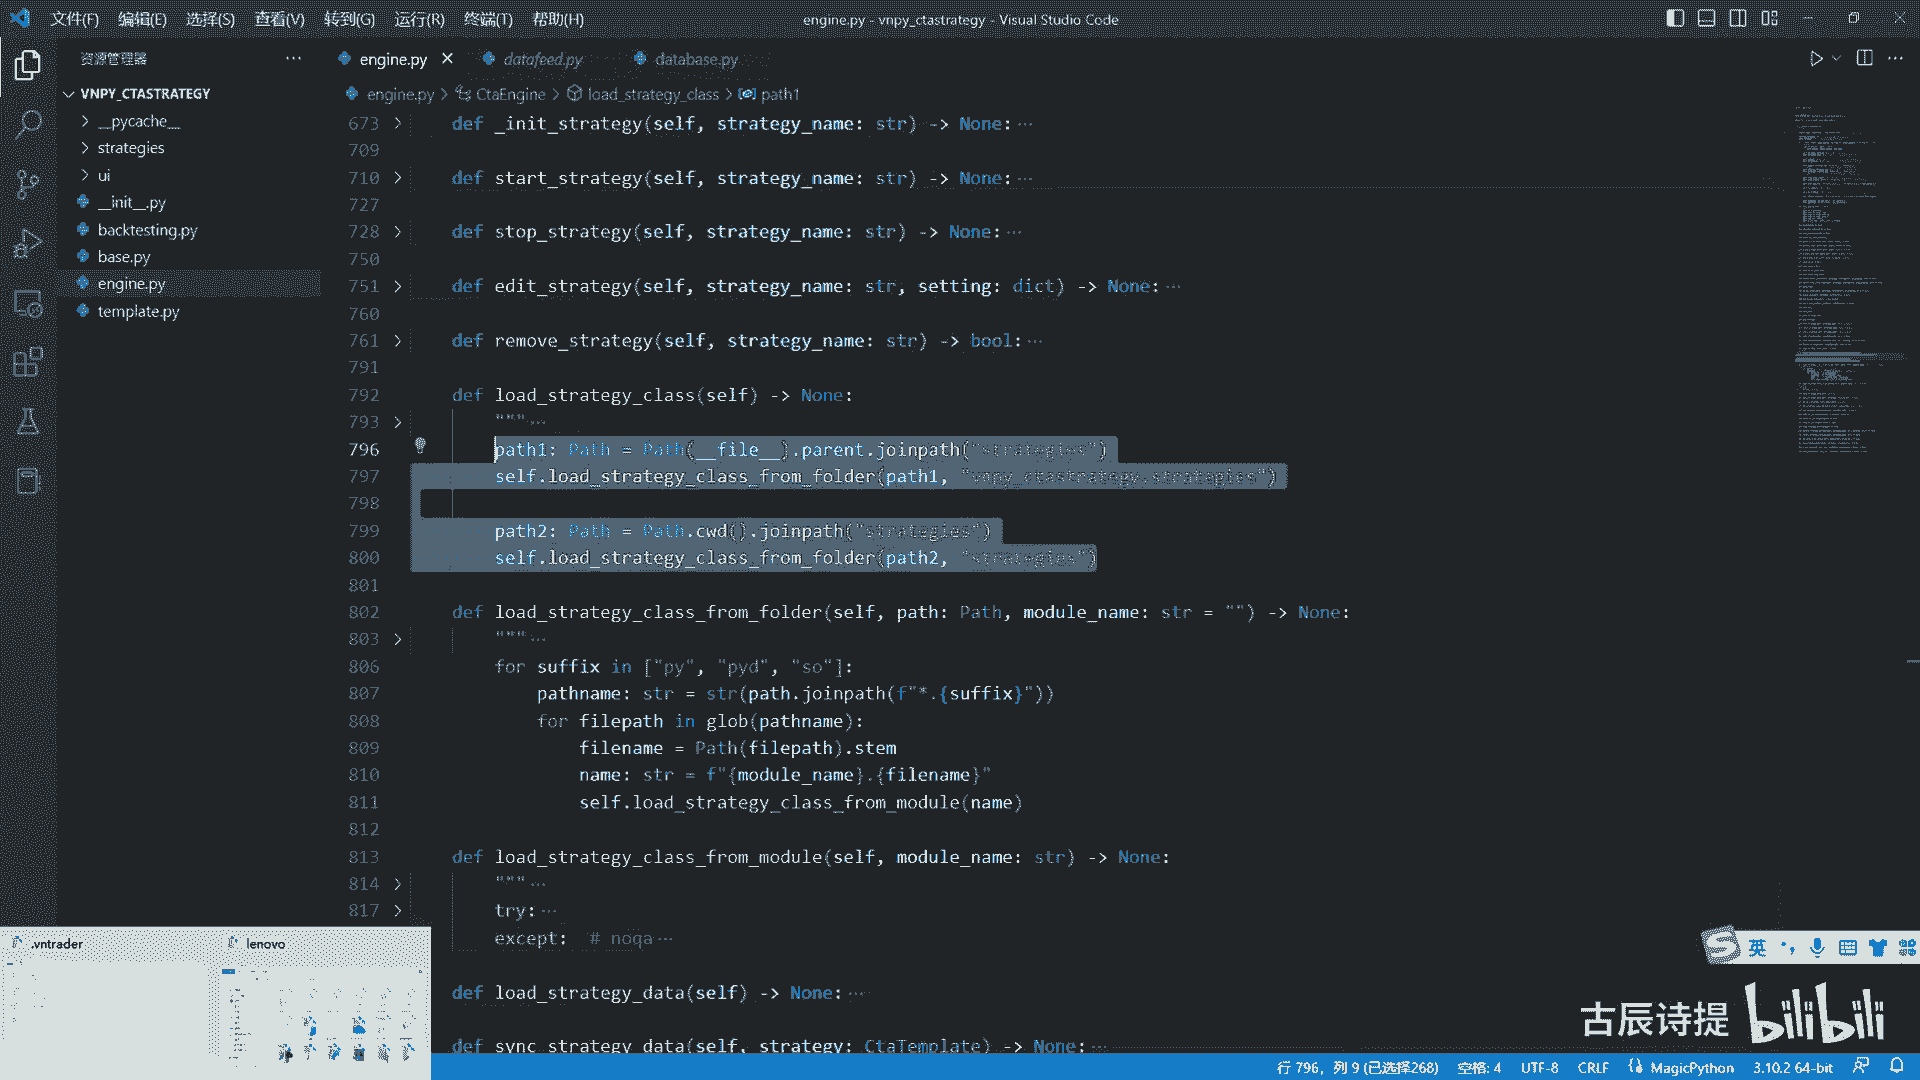 文件(F) 编辑(E) 选择(S) 查看(V) 转到(G) 运行(R) 终端(T) 帮助(H) engine.py - vnpy_ctastrategy - Visual Studio Code
资源管理器 ··· engine.py × datafeed.py database.py
VNPY_CTASTRATEGY
engine.py > CtaEngine > load_strategy_class > path1
__pycache__
strategies
ui
__init__.py
backtesting.py
base.py
engine.py
template.py
673 def _init_strategy(self, strategy_name: str) -> None: ···
709
710 def start_strategy(self, strategy_name: str) -> None: ···
727
728 def stop_strategy(self, strategy_name: str) -> None: ···
750
751 def edit_strategy(self, strategy_name: str, setting: dict) -> None: ···
760
761 def remove_strategy(self, strategy_name: str) -> bool: ···
791
792 def load_strategy_class(self) -> None:
793 """ ···
796 path1: Path = Path(__file__).parent.joinpath("strategies")
797 self.load_strategy_class_from_folder(path1, "vnpy_ctastrategy.strategies")
798
799 path2: Path = Path.cwd().joinpath("strategies")
800 self.load_strategy_class_from_folder(path2, "strategies")
801
802 def load_strategy_class_from_folder(self, path: Path, module_name: str = "") -> None:
803 """ ···
806 for suffix in ["py", "pyd", "so"]:
807 pathname: str = str(path.joinpath(f"*.{suffix}"))
808 for filepath in glob(pathname):
809 filename = Path(filepath).stem
810 name: str = f"{module_name}.{filename}"
811 self.load_strategy_class_from_module(name)
812
813 def load_strategy_class_from_module(self, module_name: str) -> None:
814 """ ···
817 try: ···
except: # noqa ···
def load_strategy_data(self) -> None: ···
def sync_strategy_data(self, strategy: CtaTemplate) -> None: ···
.vntrader lenovo
英
古辰诗提 bilibili
行 796，列 9 (已选择268) 空格: 4 UTF-8 CRLF MagicPython 3.10.2 64-bit